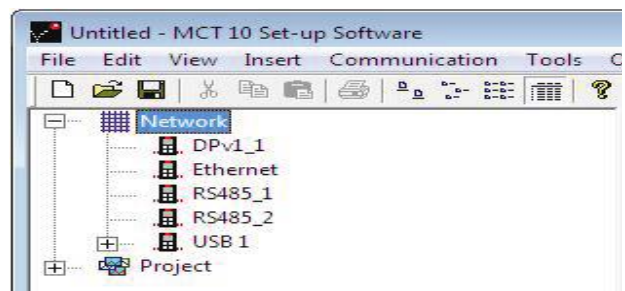 Untitled - MCT 10 Set-up Software
File Edit View Insert Communication Tools
Network
DPv1_1
Ethernet
RS485_1
RS485_2
USB 1
Project